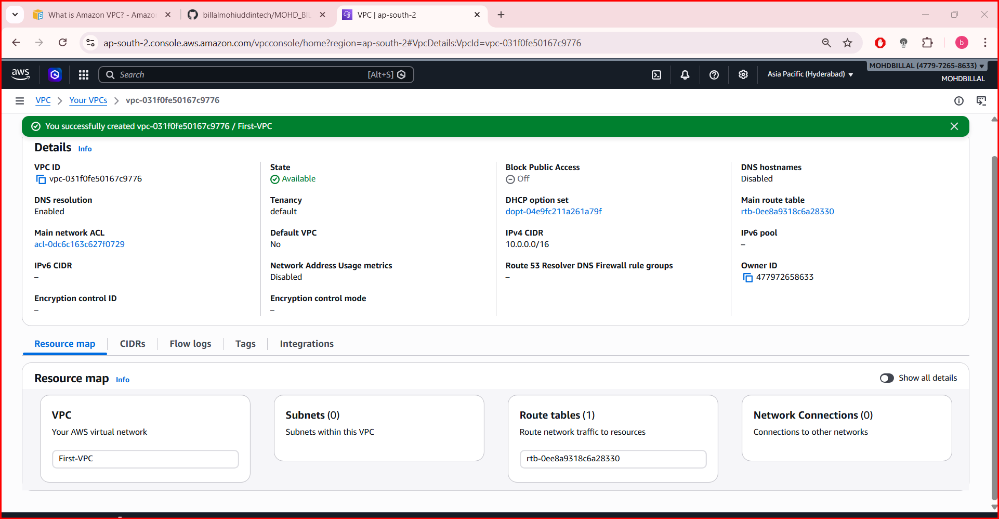 What is Amazon VPC? - Amazo
billalmohiuddintech/MOHD_BIL
VPC | ap-south-2
ap-south-2.console.aws.amazon.com/vpcconsole/home?region=ap-south-2#VpcDetails:VpcId=vpc-031f0fe50167c9776
b
aws
Search
[Alt+S]
Asia Pacific (Hyderabad)
MOHDBILLAL (4779-7265-8633)
MOHDBILLAL
VPC
Your VPCs
vpc-031f0fe50167c9776
You successfully created vpc-031f0fe50167c9776 / First-VPC
Details
Info
VPC ID
vpc-031f0fe50167c9776
State
Available
Block Public Access
Off
DNS hostnames
Disabled
DNS resolution
Enabled
Tenancy
default
DHCP option set
dopt-04e9fc211a261a79f
Main route table
rtb-0ee8a9318c6a28330
Main network ACL
acl-0dc6c163c627f0729
Default VPC
No
IPv4 CIDR
10.0.0.0/16
IPv6 pool
–
IPv6 CIDR
–
Network Address Usage metrics
Disabled
Route 53 Resolver DNS Firewall rule groups
–
Owner ID
477972658633
Encryption control ID
–
Encryption control mode
–
Resource map
CIDRs
Flow logs
Tags
Integrations
Resource map
Info
Show all details
VPC
Your AWS virtual network
First-VPC
Subnets (0)
Subnets within this VPC
Route tables (1)
Route network traffic to resources
rtb-0ee8a9318c6a28330
Network Connections (0)
Connections to other networks